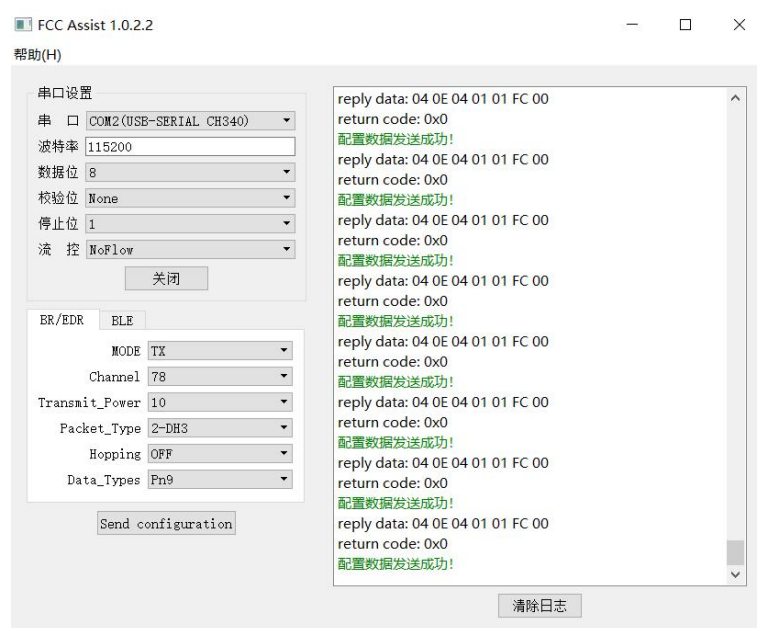 FCC Assist 1.0.2.2
帮助(H)
串口设置
串 口 COM2(USB-SERIAL CH340)
波特率 115200
数据位 8
校验位 None
停止位 1
流 控 NoFlow
关闭
BR/EDR BLE
MODE TX
Channel 78
Transmit_Power 10
Packet_Type 2-DH3
Hopping OFF
Data_Types Pn9
Send configuration
reply data: 04 0E 04 01 01 FC 00
return code: 0x0
配置数据发送成功!
reply data: 04 0E 04 01 01 FC 00
return code: 0x0
配置数据发送成功!
reply data: 04 0E 04 01 01 FC 00
return code: 0x0
配置数据发送成功!
reply data: 04 0E 04 01 01 FC 00
return code: 0x0
配置数据发送成功!
reply data: 04 0E 04 01 01 FC 00
return code: 0x0
配置数据发送成功!
reply data: 04 0E 04 01 01 FC 00
return code: 0x0
配置数据发送成功!
reply data: 04 0E 04 01 01 FC 00
return code: 0x0
配置数据发送成功!
reply data: 04 0E 04 01 01 FC 00
return code: 0x0
配置数据发送成功!
清除日志